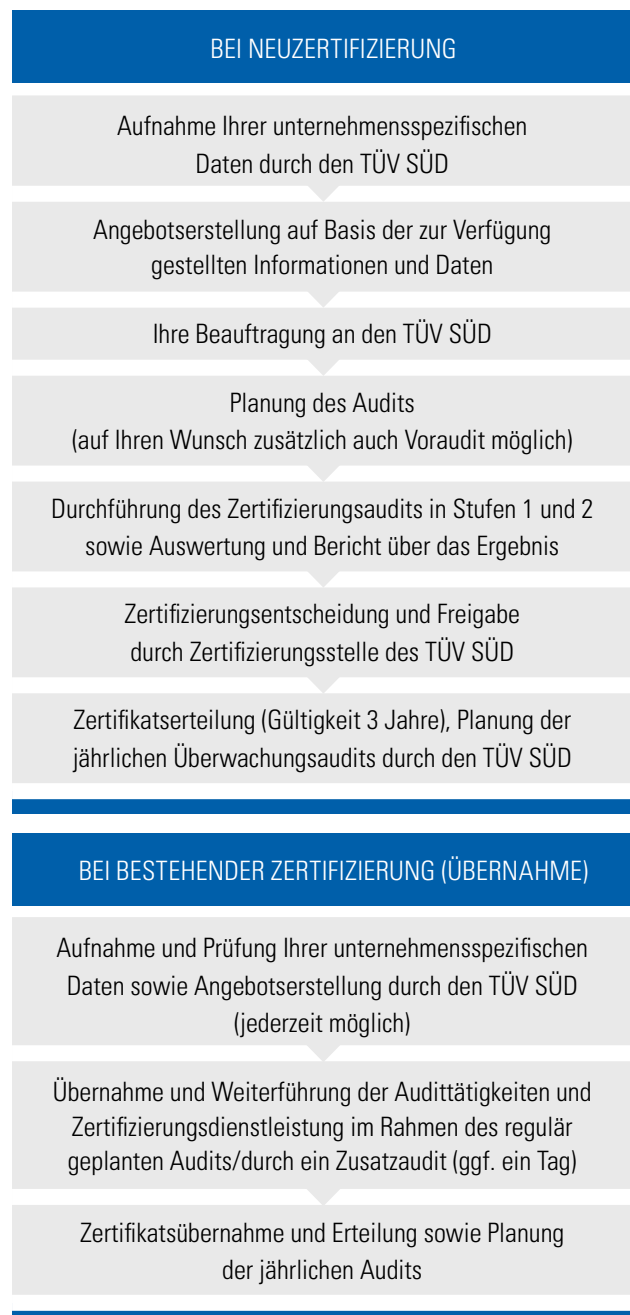 BEI NEUZERTIFIZIERUNG
Aufnahme Ihrer unternehmensspezifischen
Daten durch den TÜV SÜD
Angebotserstellung auf Basis der zur Verfügung
gestellten Informationen und Daten
Ihre Beauftragung an den TÜV SÜD
Planung des Audits
(auf Ihren Wunsch zusätzlich auch Voraudit möglich)
Durchführung des Zertifizierungsaudits in Stufen 1 und 2
sowie Auswertung und Bericht über das Ergebnis
Zertifizierungsentscheidung und Freigabe
durch Zertifizierungsstelle des TÜV SÜD
Zertifikatserteilung (Gültigkeit 3 Jahre), Planung der
jährlichen Überwachungsaudits durch den TÜV SÜD
BEI BESTEHENDER ZERTIFIZIERUNG (ÜBERNAHME)
Aufnahme und Prüfung Ihrer unternehmensspezifischen
Daten sowie Angebotserstellung durch den TÜV SÜD
(jederzeit möglich)
Übernahme und Weiterführung der Audittätigkeiten und
Zertifizierungsdienstleistung im Rahmen des regulär
geplanten Audits/durch ein Zusatzaudit (ggf. ein Tag)
Zertifikatsübernahme und Erteilung sowie Planung
der jährlichen Audits